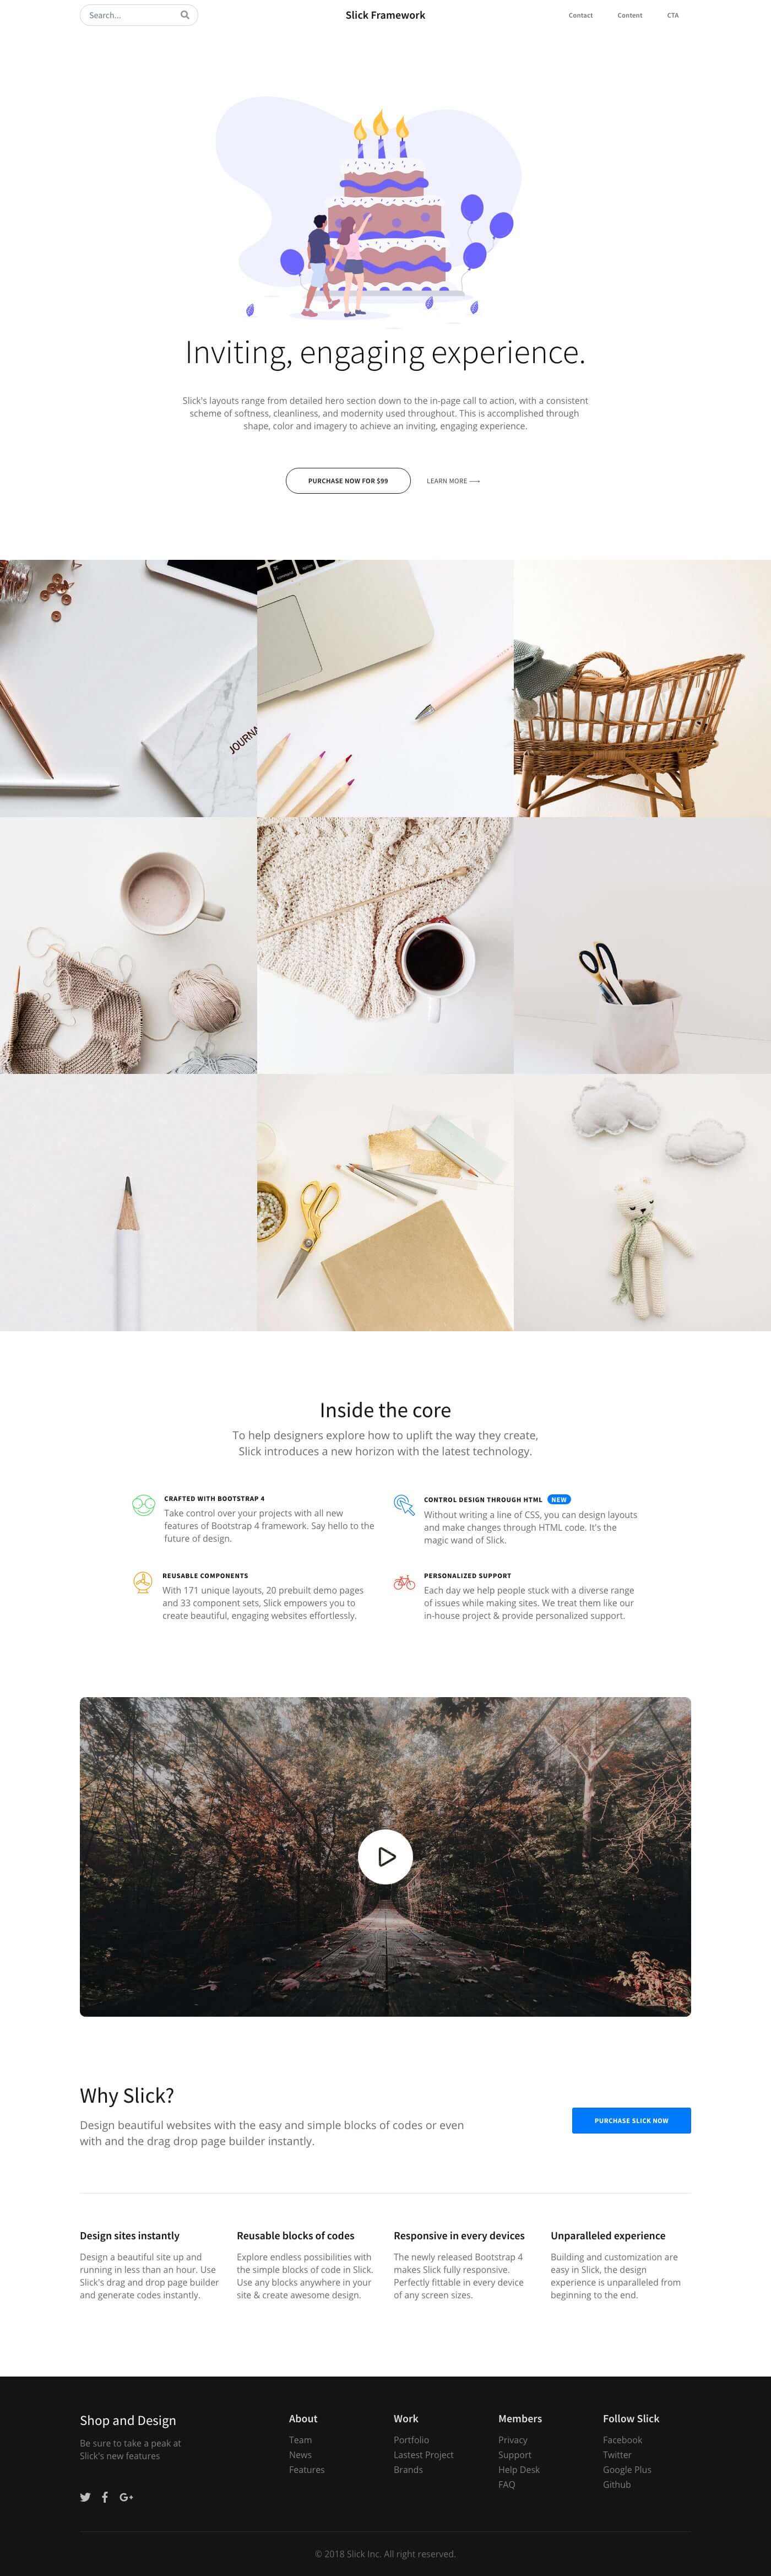 Search...
Slick Framework
Contact
Content
CTA
Inviting, engaging experience.
Slick's layouts range from detailed hero section down to the in-page call to action, with a consistent
scheme of softness, cleanliness, and modernity used throughout. This is accomplished through
shape, color and imagery to achieve an inviting, engaging experience.
PURCHASE NOW FOR $99
LEARN MORE ⟶
JOURNA
Inside the core
To help designers explore how to uplift the way they create,
Slick introduces a new horizon with the latest technology.
CRAFTED WITH BOOTSTRAP 4
Take control over your projects with all new
features of Bootstrap 4 framework. Say hello to the
future of design.
CONTROL DESIGN THROUGH HTML NEW
Without writing a line of CSS, you can design layouts
and make changes through HTML code. It's the
magic wand of Slick.
REUSABLE COMPONENTS
With 171 unique layouts, 20 prebuilt demo pages
and 33 component sets, Slick empowers you to
create beautiful, engaging websites effortlessly.
PERSONALIZED SUPPORT
Each day we help people stuck with a diverse range
of issues while making sites. We treat them like our
in-house project & provide personalized support.
Why Slick?
Design beautiful websites with the easy and simple blocks of codes or even
with and the drag drop page builder instantly.
PURCHASE SLICK NOW
Design sites instantly
Design a beautiful site up and
running in less than an hour. Use
Slick's drag and drop page builder
and generate codes instantly.
Reusable blocks of codes
Explore endless possibilities with
the simple blocks of code in Slick.
Use any blocks anywhere in your
site & create awesome design.
Responsive in every devices
The newly released Bootstrap 4
makes Slick fully responsive.
Perfectly fittable in every device
of any screen sizes.
Unparalleled experience
Building and customization are
easy in Slick, the design
experience is unparalleled from
beginning to the end.
Shop and Design
Be sure to take a peak at
Slick's new features
About
Team
News
Features
Work
Portfolio
Lastest Project
Brands
Members
Privacy
Support
Help Desk
FAQ
Follow Slick
Facebook
Twitter
Google Plus
Github
© 2018 Slick Inc. All right reserved.